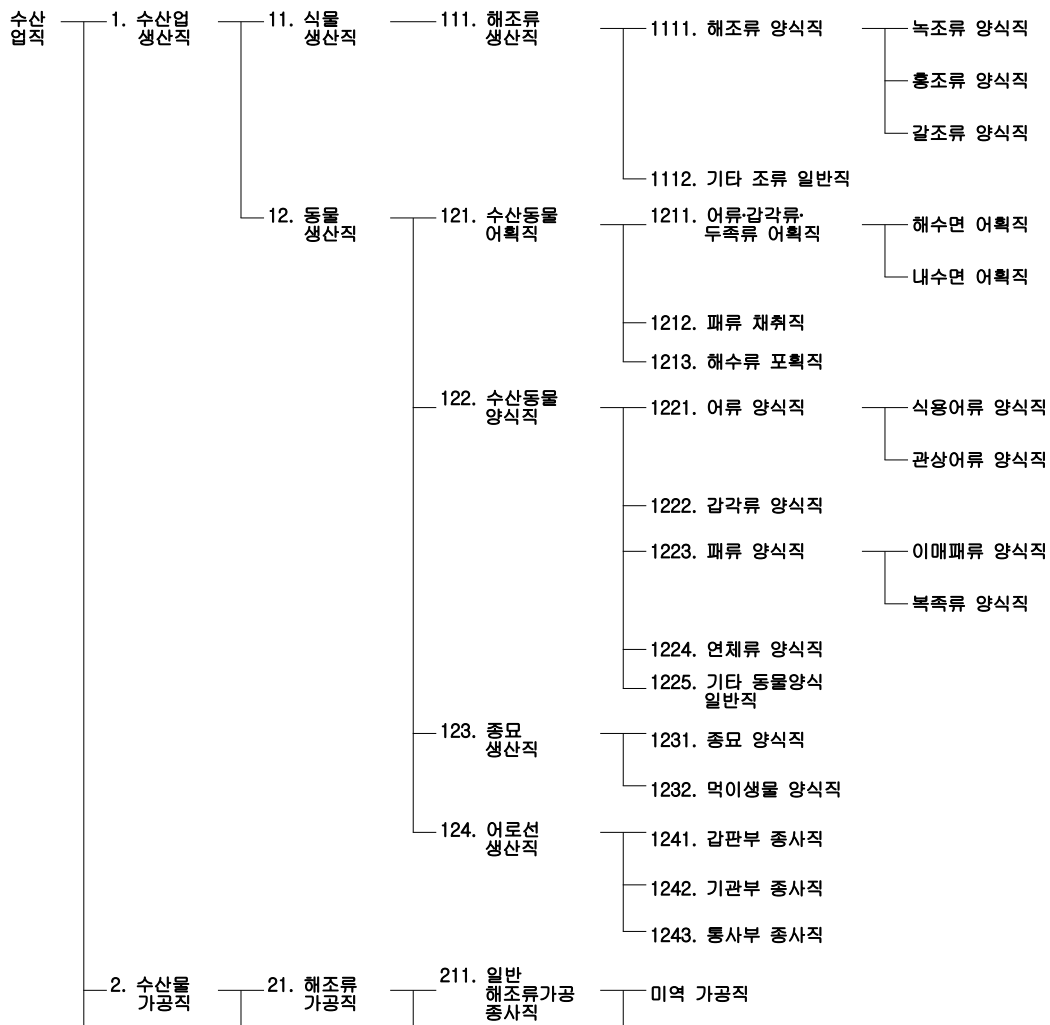 수산
업직
1. 수산업
생산직
11. 식물
생산직
111. 해조류
생산직
1111. 해조류 양식직
녹조류 양식직
홍조류 양식직
갈조류 양식직
1112. 기타 조류 일반직
12. 동물
생산직
121. 수산동물
어획직
1211. 어류·갑각류·
두족류 어획직
해수면 어획직
내수면 어획직
1212. 패류 채취직
1213. 해수류 포획직
122. 수산동물
양식직
1221. 어류 양식직
식용어류 양식직
관상어류 양식직
1222. 갑각류 양식직
1223. 패류 양식직
이매패류 양식직
복족류 양식직
1224. 연체류 양식직
1225. 기타 동물양식
일반직
123. 종묘
생산직
1231. 종묘 양식직
1232. 먹이생물 양식직
124. 어로선
생산직
1241. 갑판부 종사직
1242. 기관부 종사직
1243. 통사부 종사직
2. 수산물
가공직
21. 해조류
가공직
211. 일반
해조류가공
종사직
미역 가공직